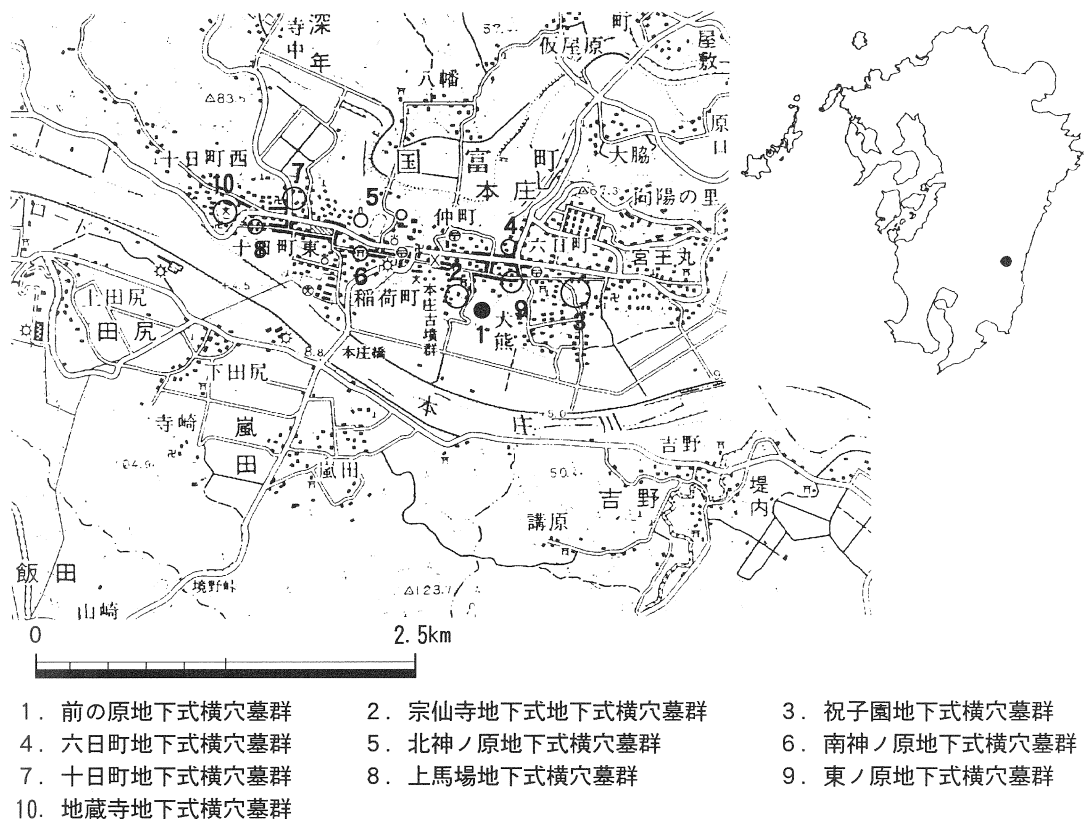 深年
寺中
57.
仮屋原
町
屋敷
八幡
△83.5
原口
十日町西
国富町
大脇
7
本庄
10
5
△67.3
向陽の里
仲町
4
8
十日町東
六日町
宮王丸
6
2
稲荷町
9
3
上田尻
本庄古墳群
1
大熊
田尻
8.8
本庄橋
下田尻
本庄
寺崎
嵐田
吉野
嵐田
50.
堤内
吉野
講原
飯田
境野峠
△123.7
山崎
0 2.5km
1. 前の原地下式横穴墓群 2. 宗仙寺地下式地下式横穴墓群 3. 祝子園地下式横穴墓群
4. 六日町地下式横穴墓群 5. 北神ノ原地下式横穴墓群 6. 南神ノ原地下式横穴墓群
7. 十日町地下式横穴墓群 8. 上馬場地下式横穴墓群 9. 東ノ原地下式横穴墓群
10. 地蔵寺地下式横穴墓群